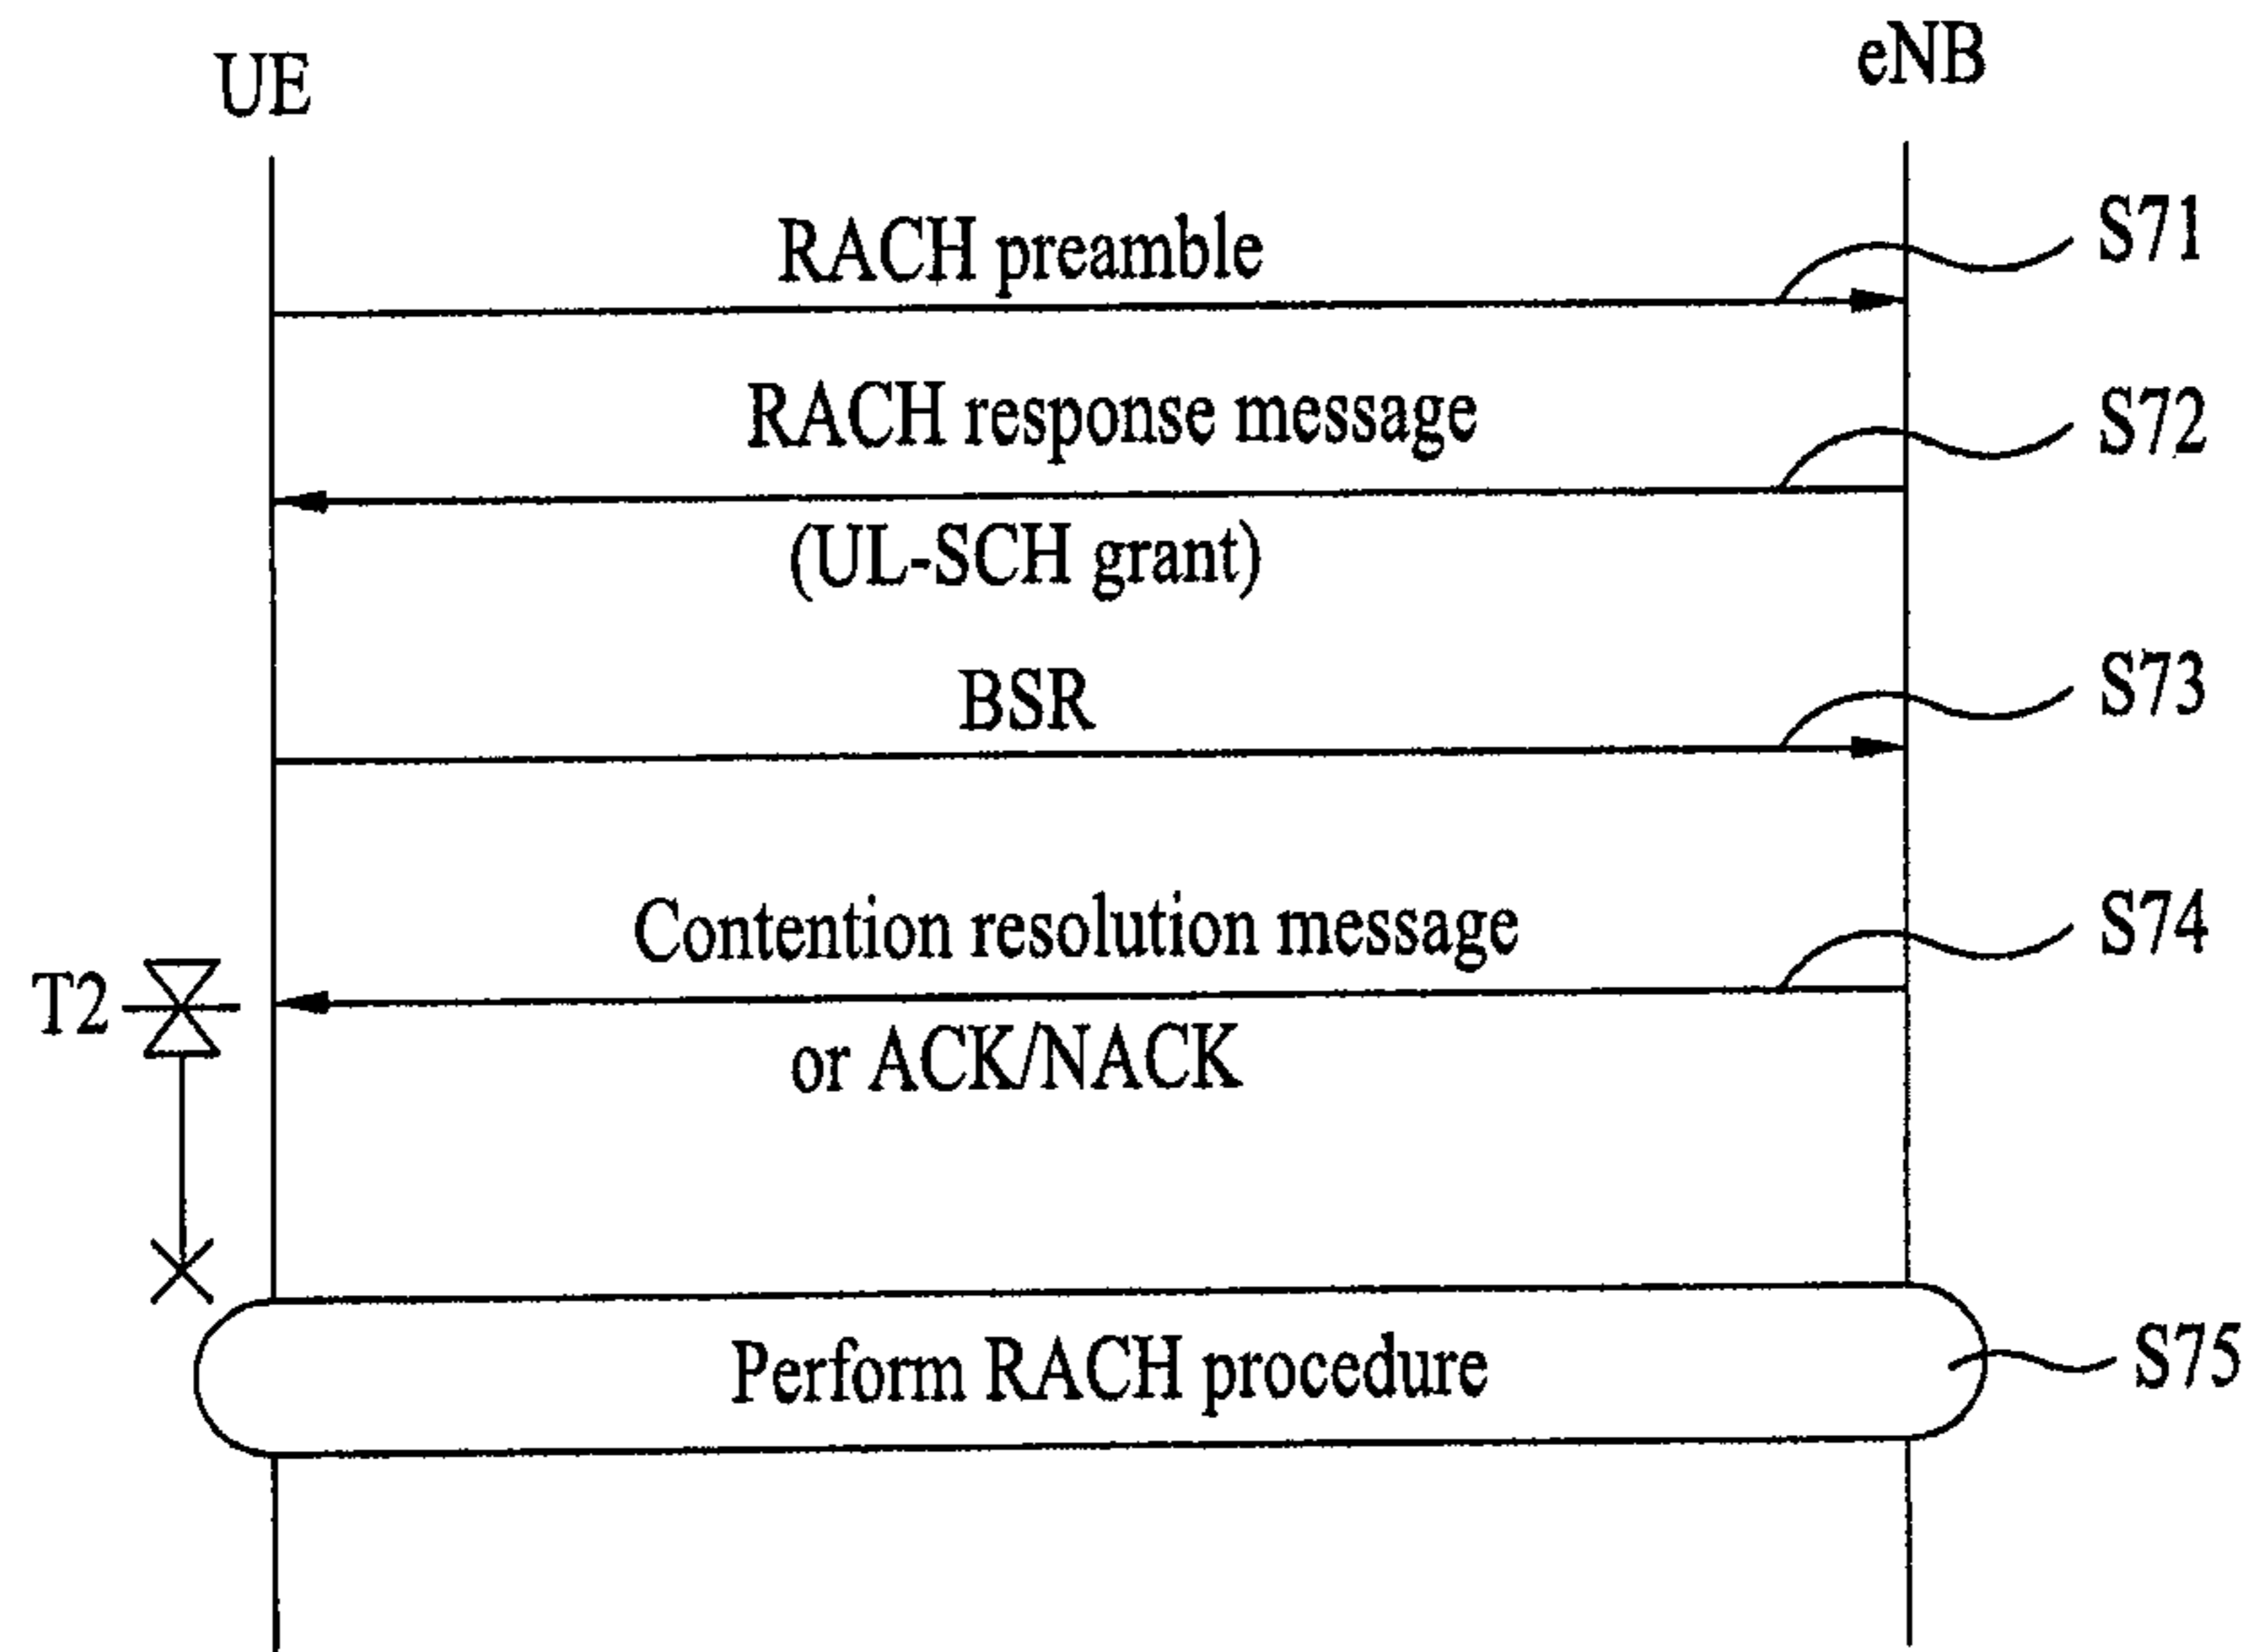 UE
eNB
RACH preamble
S71
RACH response message
S72
(UL-SCH grant)
BSR
S73
Contention resolution message
S74
T2
or ACK/NACK
Perform RACH procedure
S75